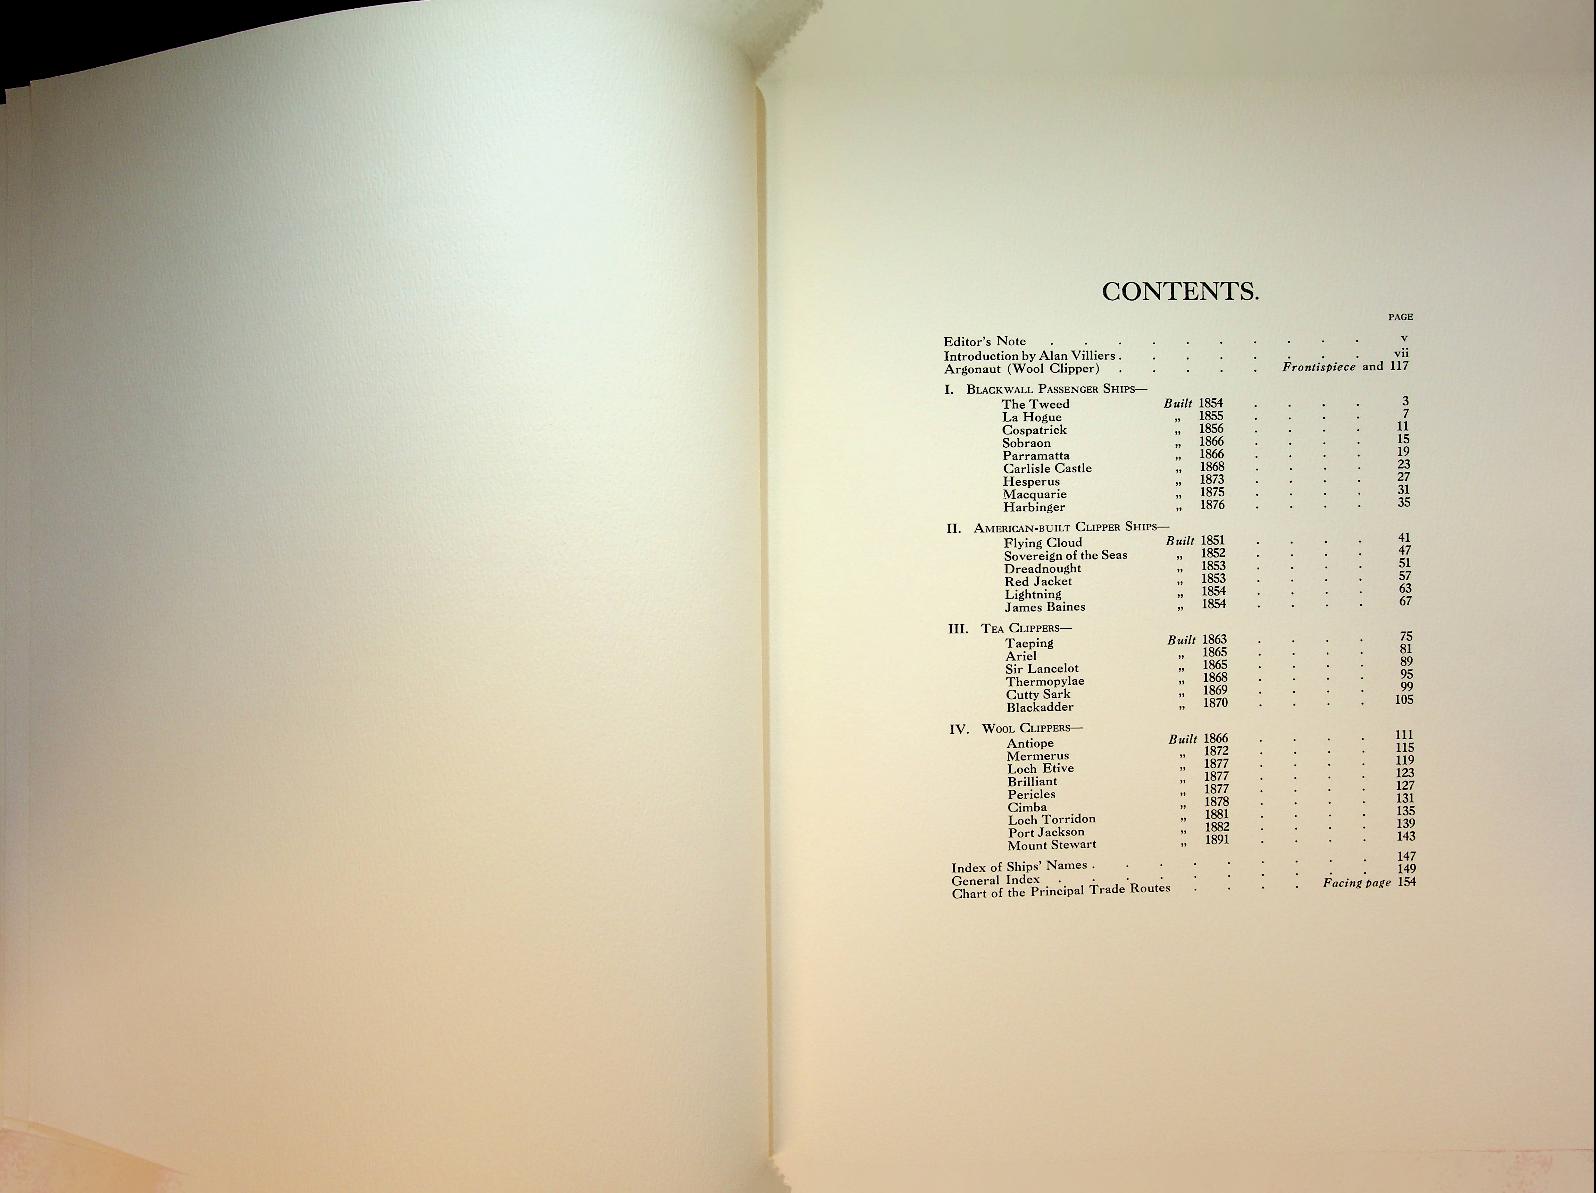 CONTENTS.
PAGE
Editor's Note . . . . . . . . . . v
Introduction by Alan Villiers . . . . . . . . vii
Argonaut (Wool Clipper) . . . . . Frontispiece and 117
I. Blackwall Passenger Ships—
The Tweed Built 1854 . . . . 3
La Hogue „ 1855 . . . . 7
Cospatrick „ 1856 . . . . 11
Sobraon „ 1866 . . . . 15
Parramatta „ 1866 . . . . 19
Carlisle Castle „ 1868 . . . . 23
Hesperus „ 1873 . . . . 27
Macquarie „ 1875 . . . . 31
Harbinger „ 1876 . . . . 35
II. American-built Clipper Ships—
Flying Cloud Built 1851 . . . . 41
Sovereign of the Seas „ 1852 . . . . 47
Dreadnought „ 1853 . . . . 51
Red Jacket „ 1853 . . . . 57
Lightning „ 1854 . . . . 63
James Baines „ 1854 . . . . 67
III. Tea Clippers—
Taeping Built 1863 . . . . 75
Ariel „ 1865 . . . . 81
Sir Lancelot „ 1865 . . . . 89
Thermopylae „ 1868 . . . . 95
Cutty Sark „ 1869 . . . . 99
Blackadder „ 1870 . . . . 105
IV. Wool Clippers—
Antiope Built 1866 . . . . 111
Mermerus „ 1872 . . . . 115
Loch Etive „ 1877 . . . . 119
Brilliant „ 1877 . . . . 123
Pericles „ 1877 . . . . 127
Cimba „ 1878 . . . . 131
Loch Torridon „ 1881 . . . . 135
Port Jackson „ 1882 . . . . 139
Mount Stewart „ 1891 . . . . 143
Index of Ships' Names . . . . . . . . . 147
General Index . . . . . . . . . . 149
Chart of the Principal Trade Routes . . . . Facing page 154